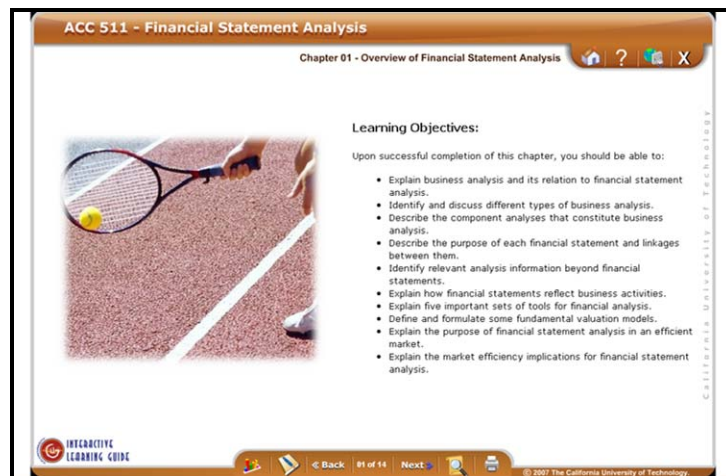 ACC 511 - Financial Statement Analysis
Chapter 01 - Overview of Financial Statement Analysis
?
X
Learning Objectives:
Upon successful completion of this chapter, you should be able to:
• Explain business analysis and its relation to financial statement
analysis.
• Identify and discuss different types of business analysis.
• Describe the component analyses that constitute business
analysis.
• Describe the purpose of each financial statement and linkages
between them.
• Identify relevant analysis information beyond financial
statements.
• Explain how financial statements reflect business activities.
• Explain five important sets of tools for financial analysis.
• Define and formulate some fundamental valuation models.
• Explain the purpose of financial statement analysis in an efficient
market.
• Explain the market efficiency implications for financial statement
analysis.
California University of Technology
INTERACTIVE
LEARNING GUIDE
« Back
01 of 14
Next »
© 2007 The California University of Technology.